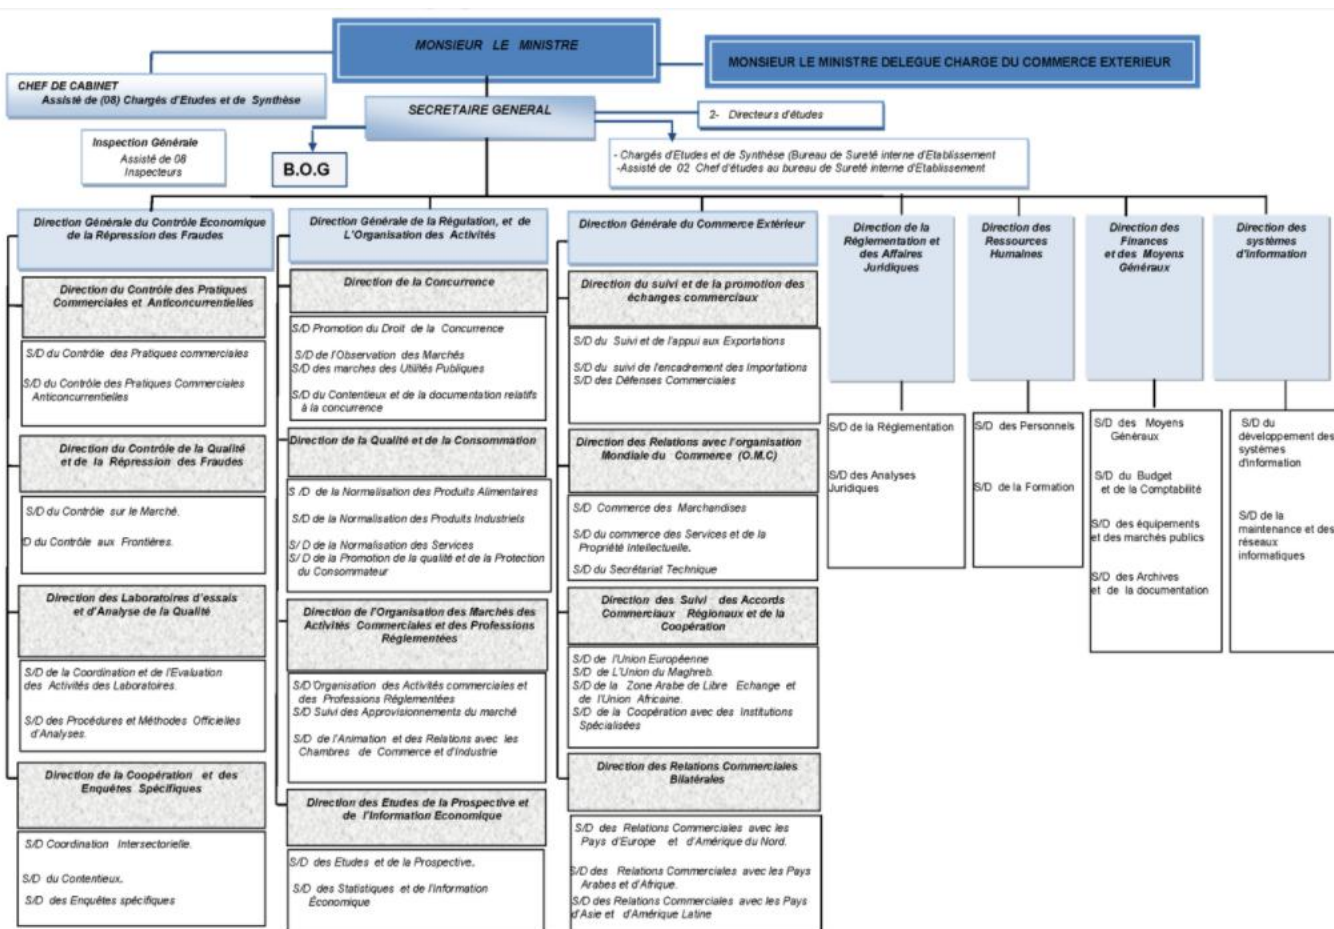 MONSIEUR LE MINISTRE
MONSIEUR LE MINISTRE DELEGUE CHARGE DU COMMERCE EXTERIEUR
CHEF DE CABINET
Assisté de (08) Chargés d'Etudes et de Synthèse
SECRETAIRE GENERAL
2- Directeurs d'études
Inspection Générale
Assisté de 08
Inspecteurs
B.O.G
- Chargés d'Etudes et de Synthèse (Bureau de Sureté interne d'Etablissement
-Assisté de 02 Chef d'études au bureau de Sureté interne d'Etablissement
Direction Générale du Contrôle Economique
de la Répression des Fraudes
Direction du Contrôle des Pratiques
Commerciales et Anticoncurrentielles
S/D du Contrôle des Pratiques commerciales
S/D du Contrôle des Pratiques Commerciales
Anticoncurrentielles
Direction du Contrôle de la Qualité
et de la Répression des Fraudes
S/D du Contrôle sur le Marché.
D du Contrôle aux Frontières.
Direction des Laboratoires d'essais
et d'Analyse de la Qualité
S/D de la Coordination et de l'Evaluation
des Activités des Laboratoires.
S/D des Procédures et Méthodes Officielles
d'Analyses.
Direction de la Coopération et des
Enquêtes Spécifiques
S/D Coordination Intersectorielle.
S/D du Contentieux.
S/D des Enquêtes spécifiques
Direction Générale de la Régulation, et de
L'Organisation des Activités
Direction de la Concurrence
S/D Promotion du Droit de la Concurrence
S/D de l'Observation des Marchés
S/D des marches des Utilités Publiques
S/D du Contentieux et de la documentation relatifs
à la concurrence
Direction de la Qualité et de la Consommation
S /D de la Normalisation des Produits Alimentaires
S/D de la Normalisation des Produits Industriels
S/ D de la Normalisation des Services
S/ D de la Promotion de la qualité et de la Protection
du Consommateur
Direction de l'Organisation des Marchés des
Activités Commerciales et des Professions
Réglementées
S/D'Organisation des Activités commerciales et
des Professions Réglementées
S/D Suivi des Approvisionnements du marché
S/D de l'Animation et des Relations avec les
Chambres de Commerce et d'Industrie
Direction des Etudes de la Prospective et
de l'Information Economique
S/D des Etudes et de la Prospective.
S/D des Statistiques et de l'Information
Économique
Direction Générale du Commerce Extérieur
Direction du suivi et de la promotion des
échanges commerciaux
S/D du Suivi et de l'appui aux Exportations
S/D du suivi de l'encadrement des Importations
S/D des Défenses Commerciales
Direction des Relations avec l'organisation
Mondiale du Commerce (O.M.C)
S/D Commerce des Marchandises
S/D du commerce des Services et de la
Propriété Intellectuelle.
S/D du Secrétariat Technique
Direction des Suivi des Accords
Commerciaux Régionaux et de la
Coopération
S/D de l'Union Européenne
S/D de L'Union du Maghreb.
S/D de la Zone Arabe de Libre Echange et
de l'Union Africaine.
S/D de la Coopération avec des Institutions
Spécialisées
Direction des Relations Commerciales
Bilatérales
S/D des Relations Commerciales avec les
Pays d'Europe et d'Amérique du Nord.
S/D des Relations Commerciales avec les Pays
Arabes et d'Afrique.
S/D des Relations Commerciales avec les Pays
d'Asie et d'Amérique Latine
Direction de la
Réglementation et
des Affaires
Juridiques
S/D de la Réglementation
S/D des Analyses
Juridiques
Direction des
Ressources
Humaines
S/D des Personnels
S/D de la Formation
Direction des
Finances
et des Moyens
Généraux
S/D des Moyens
Généraux
S/D du Budget
et de la Comptabilité
S/D des équipements
et des marchés publics
S/D des Archives
et de la documentation
Direction des
systèmes
d'information
S/D du
développement des
systèmes
d'information
S/D de la
maintenance et des
réseaux
informatiques